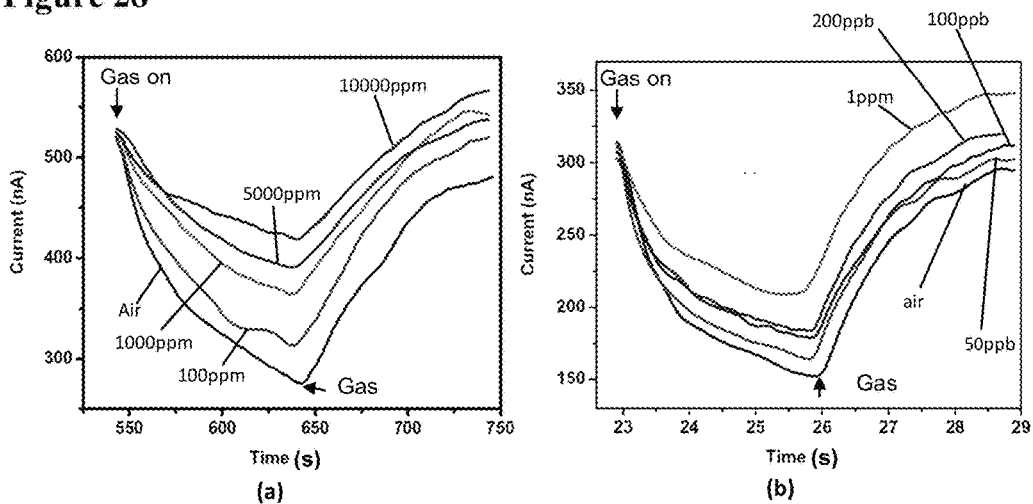 Figure 28
600
500
400
300
Current (nA)
Gas on
10000ppm
5000ppm
Air
1000ppm
100ppm
Gas
550
600
650
700
750
Time (s)
(a)
200ppb
100ppb
350
300
250
200
150
Current (nA)
Gas on
1ppm
air
50ppb
Gas
23
24
25
26
27
28
29
Time (s)
(b)